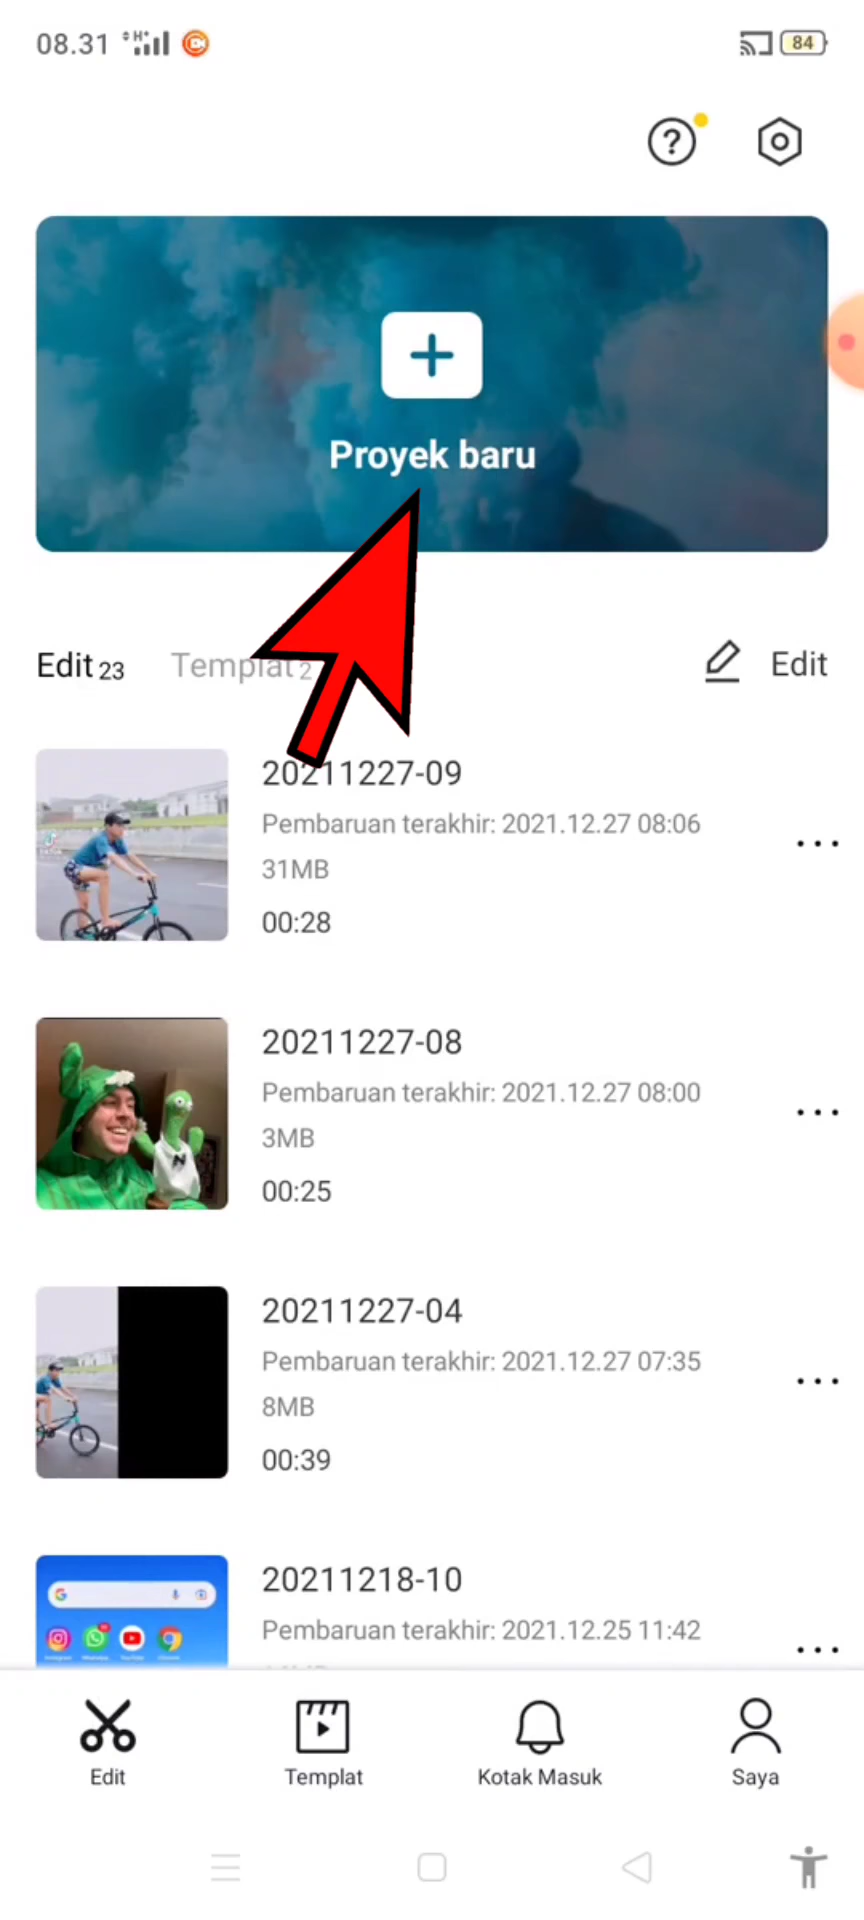 08.31 H+ 84
Proyek baru
Edit 23 Templat 2 Edit
20211227-09
Pembaruan terakhir: 2021.12.27 08:06
31MB
00:28
20211227-08
Pembaruan terakhir: 2021.12.27 08:00
3MB
00:25
20211227-04
Pembaruan terakhir: 2021.12.27 07:35
8MB
00:39
20211218-10
Pembaruan terakhir: 2021.12.25 11:42
Edit Templat Kotak Masuk Saya